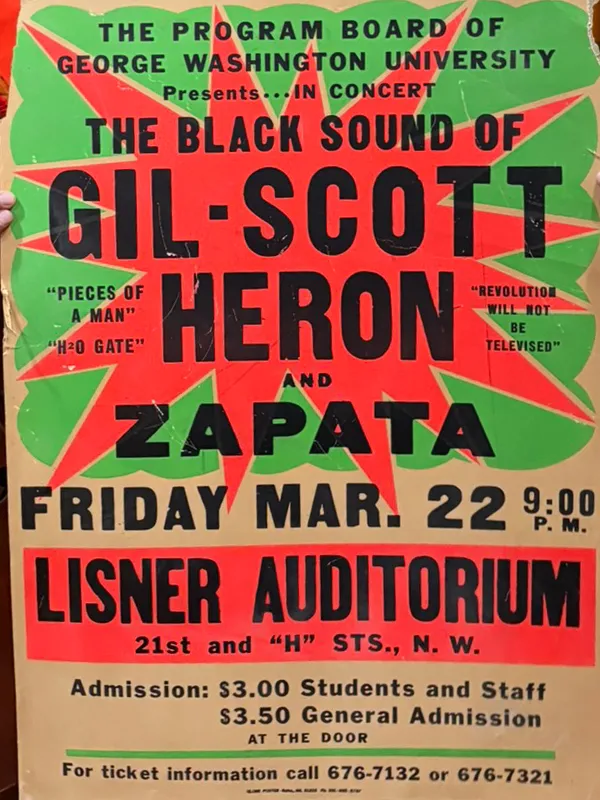 THE PROGRAM BOARD OF
GEORGE WASHINGTON UNIVERSITY
Presents...IN CONCERT
THE BLACK SOUND OF
GIL-SCOTT
HERON
"PIECES OF
A MAN"
"H²O GATE"
"REVOLUTION
WILL NOT
BE
TELEVISED"
AND
ZAPATA
FRIDAY MAR. 22 9:00
P. M.
LISNER AUDITORIUM
21st and "H" STS., N. W.
Admission: $3.00 Students and Staff
$3.50 General Admission
AT THE DOOR
For ticket information call 676-7132 or 676-7321
GLOBE POSTER